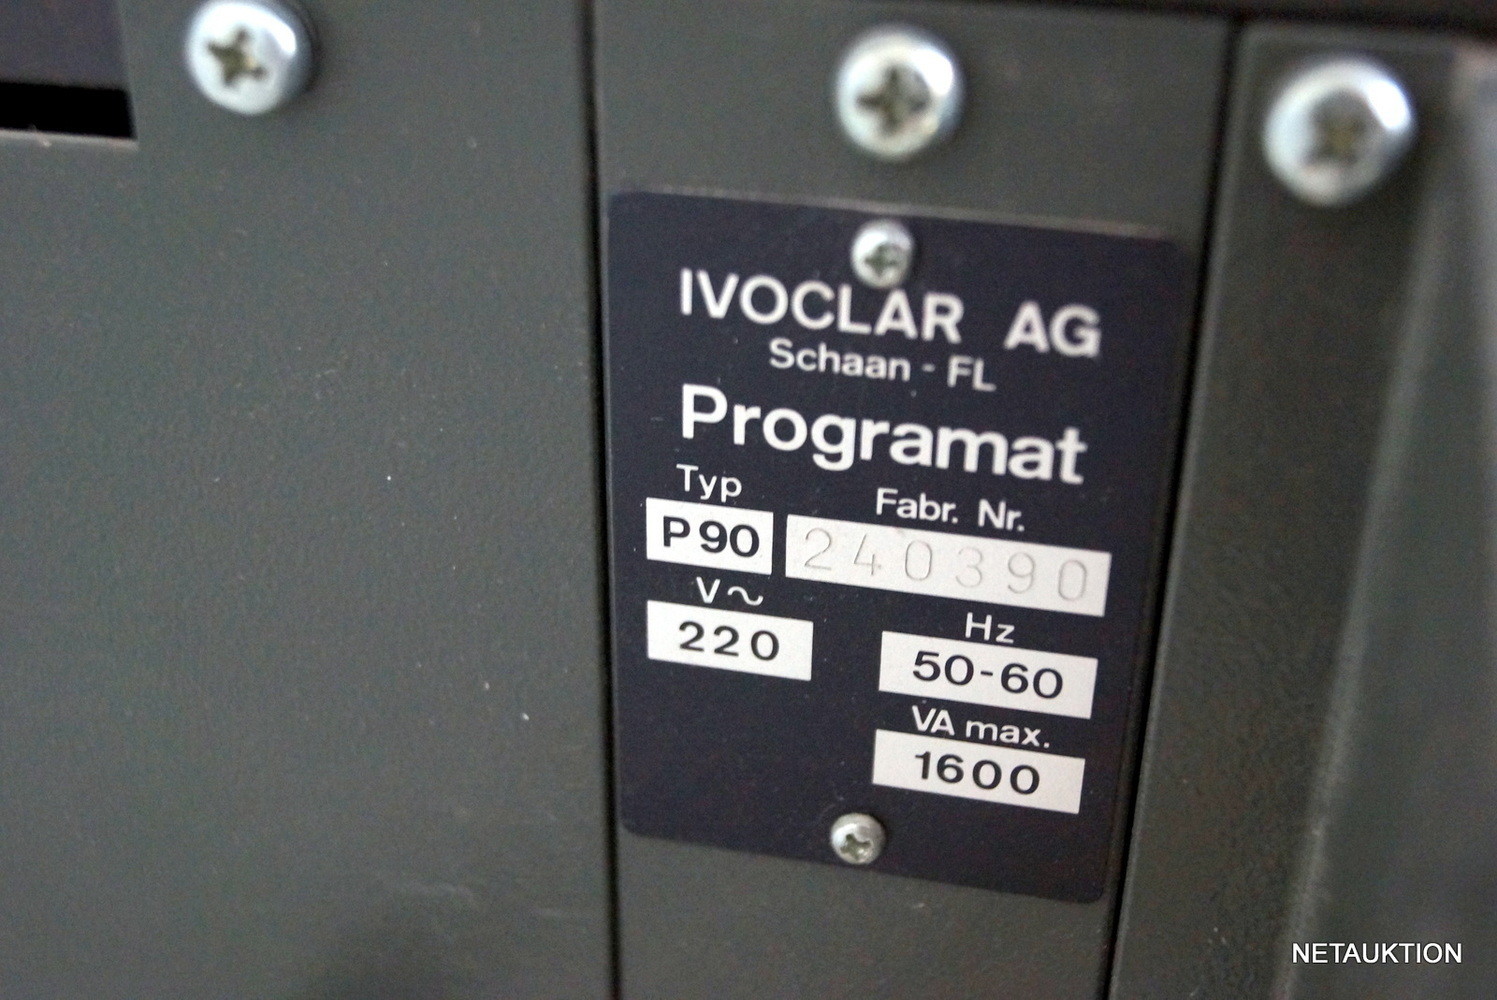 IVOCLAR AG
Schaan - FL
Programat
Typ Fabr. Nr.
P90 240390
V~ Hz
220 50-60
VA max.
1600
NETAUKTION